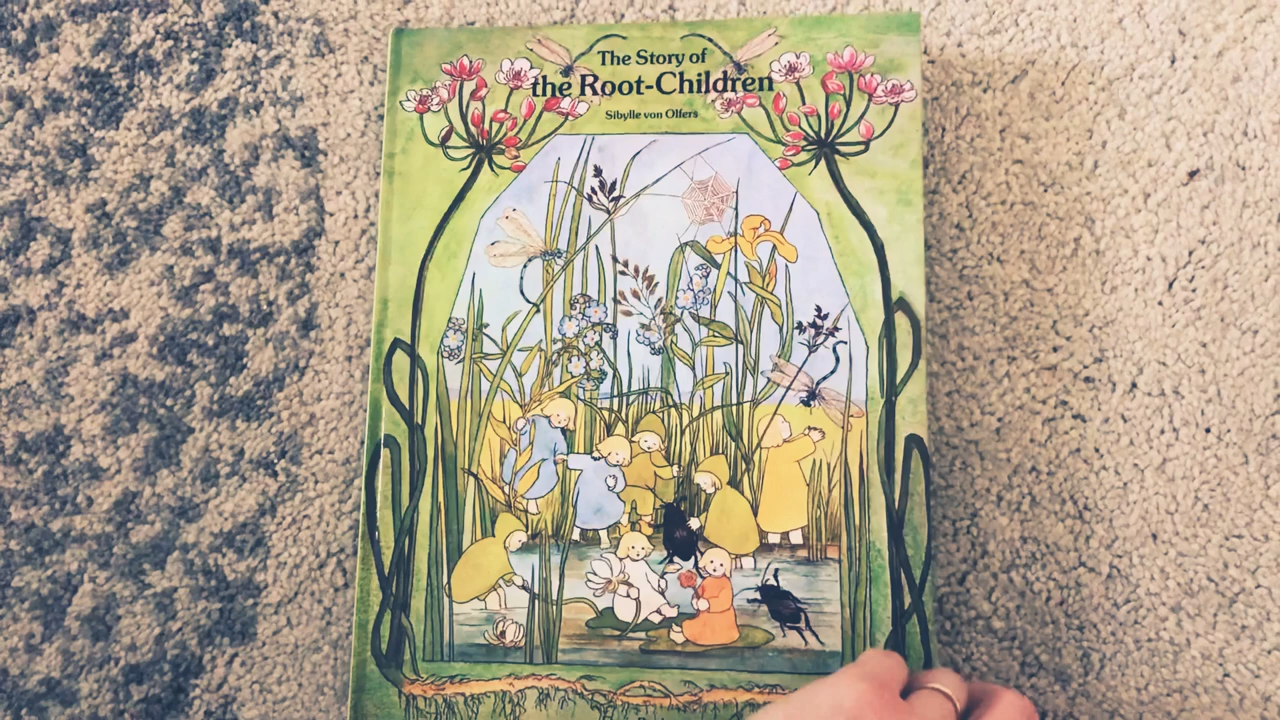 The Story of
the Root-Children
Sibylle von Olfers